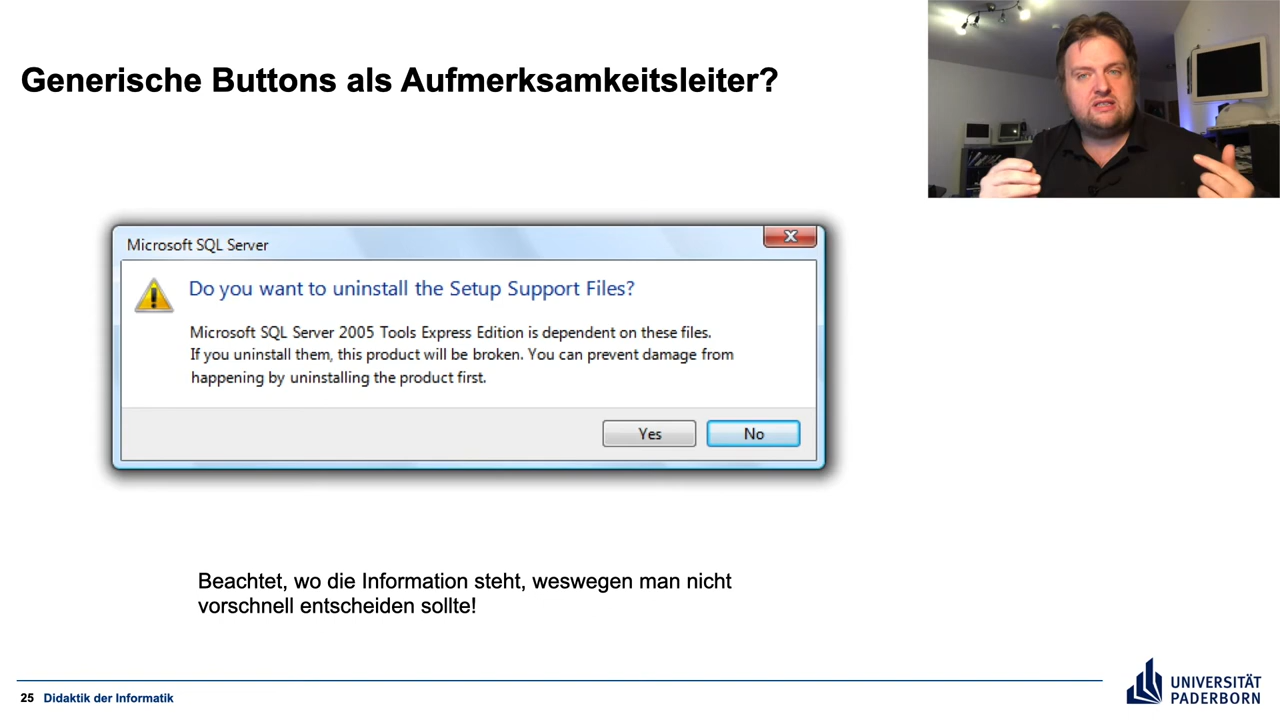 Generische Buttons als Aufmerksamkeitsleiter?
Microsoft SQL Server
Do you want to uninstall the Setup Support Files?
Microsoft SQL Server 2005 Tools Express Edition is dependent on these files.
If you uninstall them, this product will be broken. You can prevent damage from
happening by uninstalling the product first.
Yes
No
Beachtet, wo die Information steht, weswegen man nicht
vorschnell entscheiden sollte!
25 Didaktik der Informatik
UNIVERSITÄT
PADERBORN